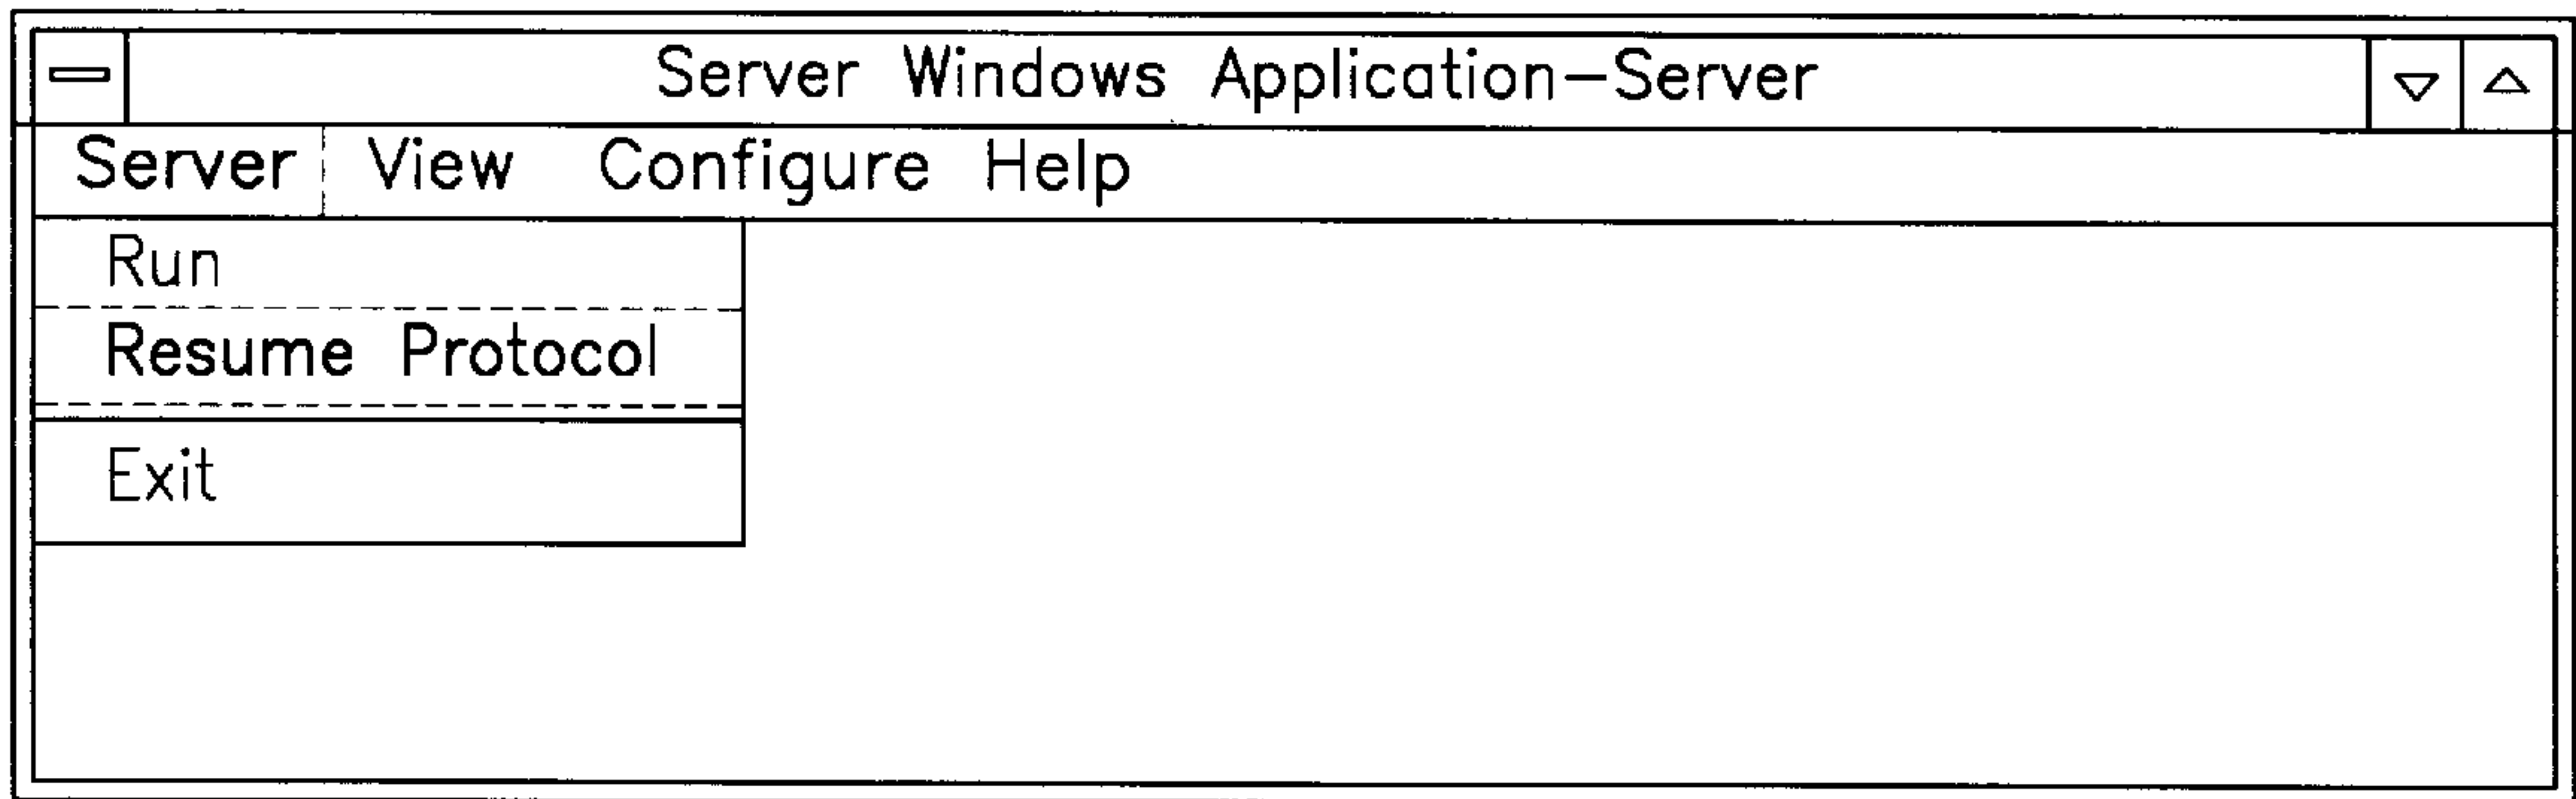 Server Windows Application-Server
Server View Configure Help
Run
Resume Protocol
Exit